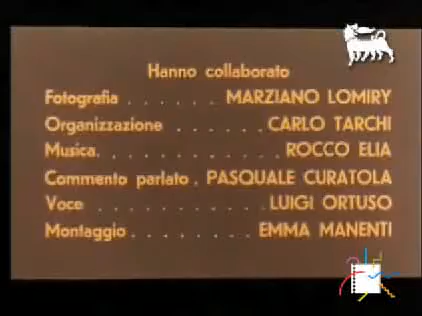 Hanno collaborato
Fotografia . . . . . . MARZIANO LOMIRY
Organizzazione . . . . . . CARLO TARCHI
Musica. . . . . . . . . . . . ROCCO ELIA
Commento parlato . PASQUALE CURATOLA
Voce . . . . . . . . . . . LUIGI ORTUSO
Montaggio . . . . . . . . EMMA MANENTI